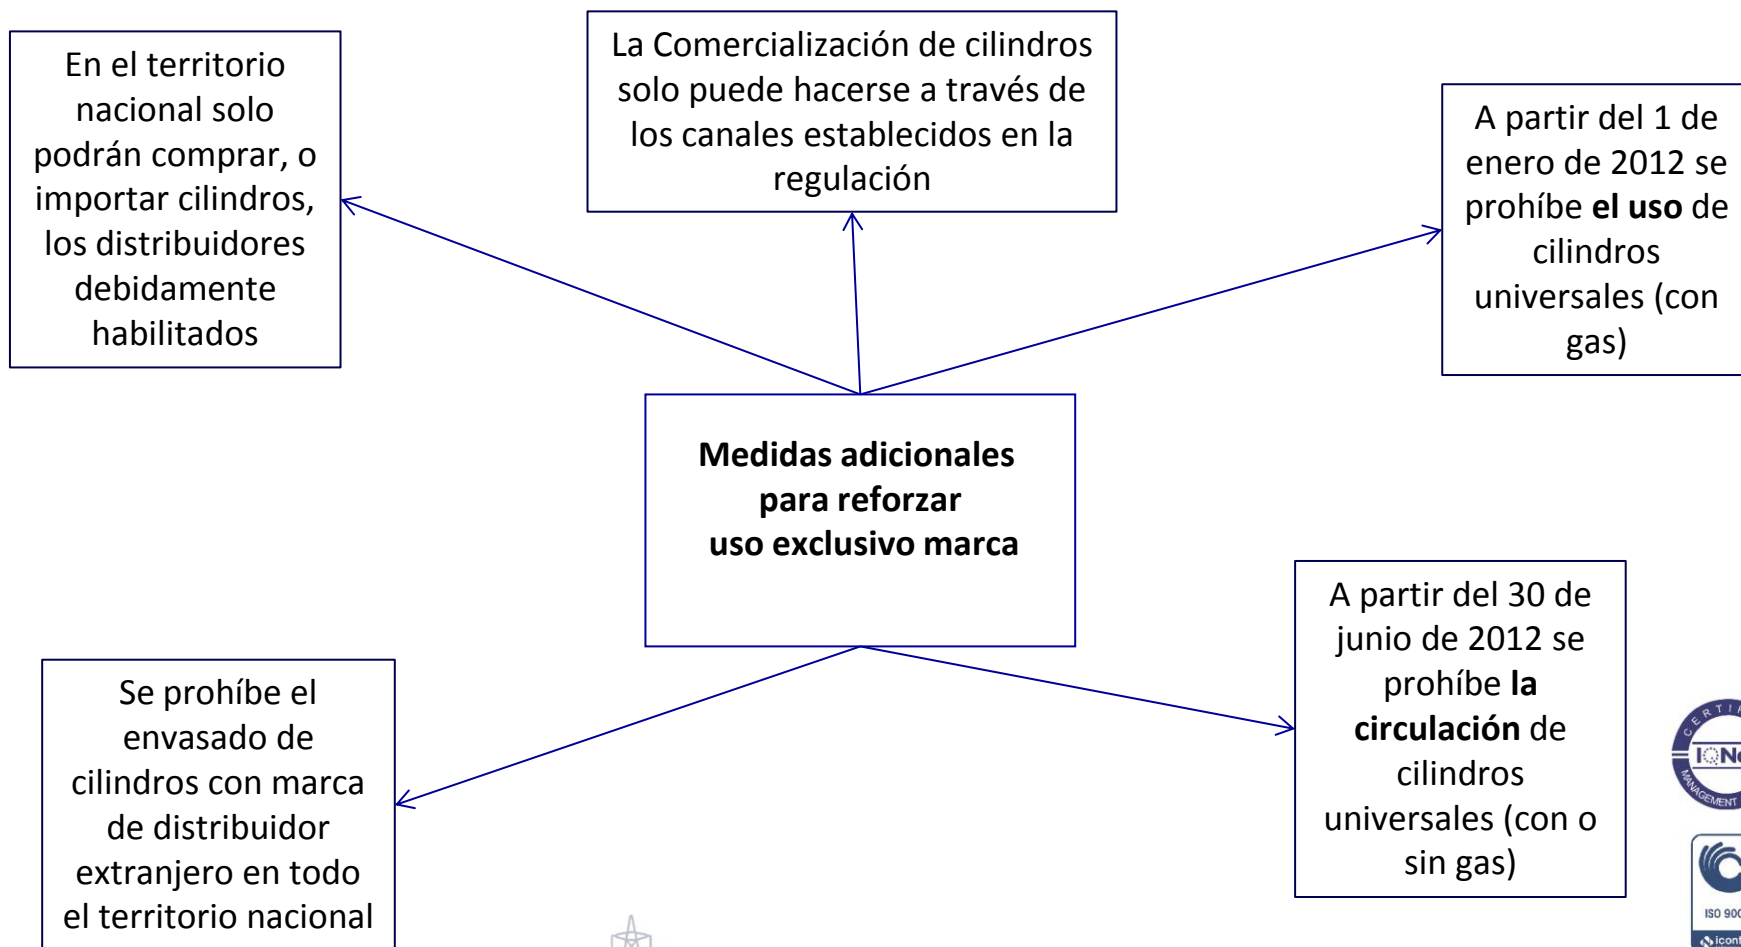 En el territorio
nacional solo
podrán comprar, o
importar cilindros,
los distribuidores
debidamente
habilitados
La Comercialización de cilindros
solo puede hacerse a través de
los canales establecidos en la
regulación
A partir del 1 de
enero de 2012 se
prohíbe el uso de
cilindros
universales (con
gas)
Medidas adicionales
para reforzar
uso exclusivo marca
Se prohíbe el
envasado de
cilindros con marca
de distribuidor
extranjero en todo
el territorio nacional
A partir del 30 de
junio de 2012 se
prohíbe la
circulación de
cilindros
universales (con o
sin gas)
MANAGEMENT
ISO